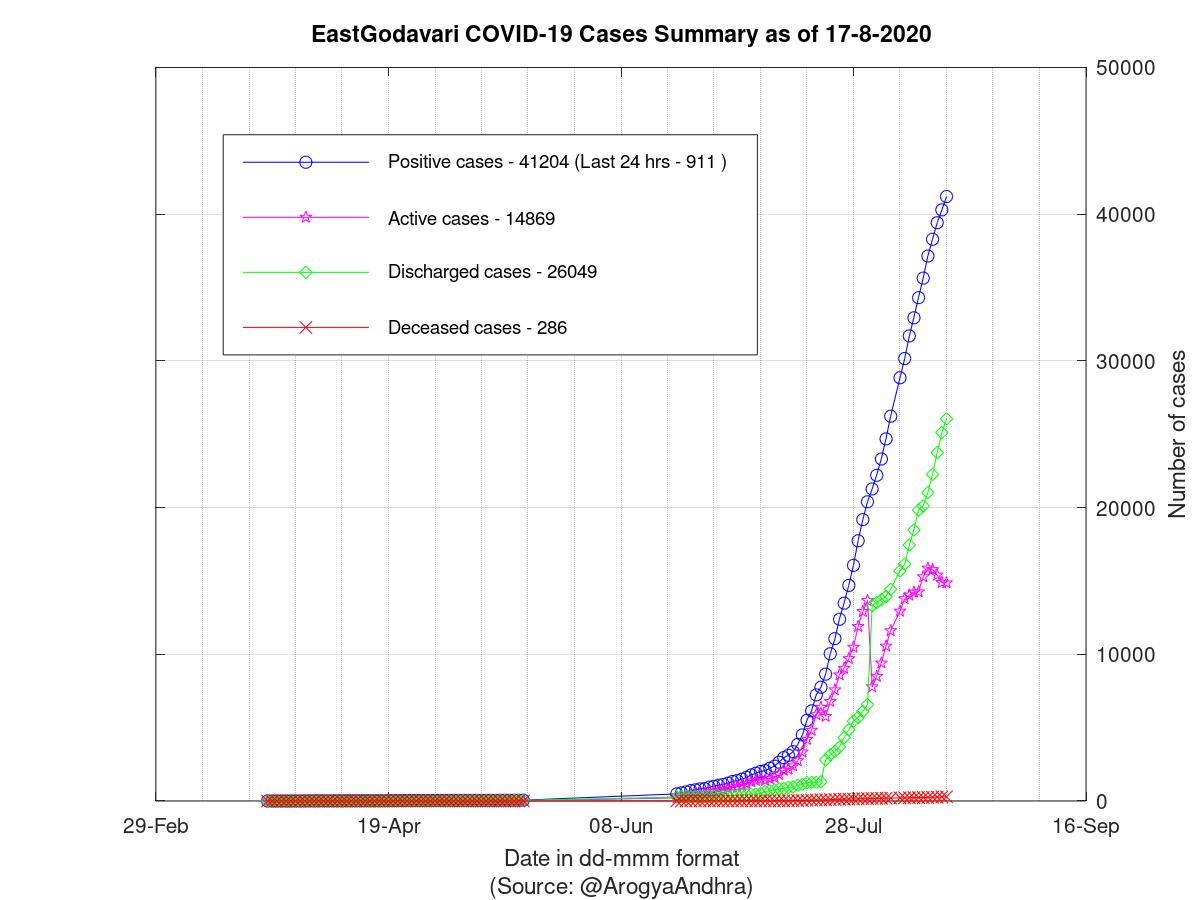 EastGodavari COVID-19 Cases Summary as of 17-8-2020
50000
40000
30000
20000
10000
0
Number of cases
Positive cases - 41204 (Last 24 hrs - 911 )
Active cases - 14869
Discharged cases - 26049
Deceased cases - 286
29-Feb
19-Apr
08-Jun
28-Jul
16-Sep
Date in dd-mmm format
(Source: @ArogyaAndhra)